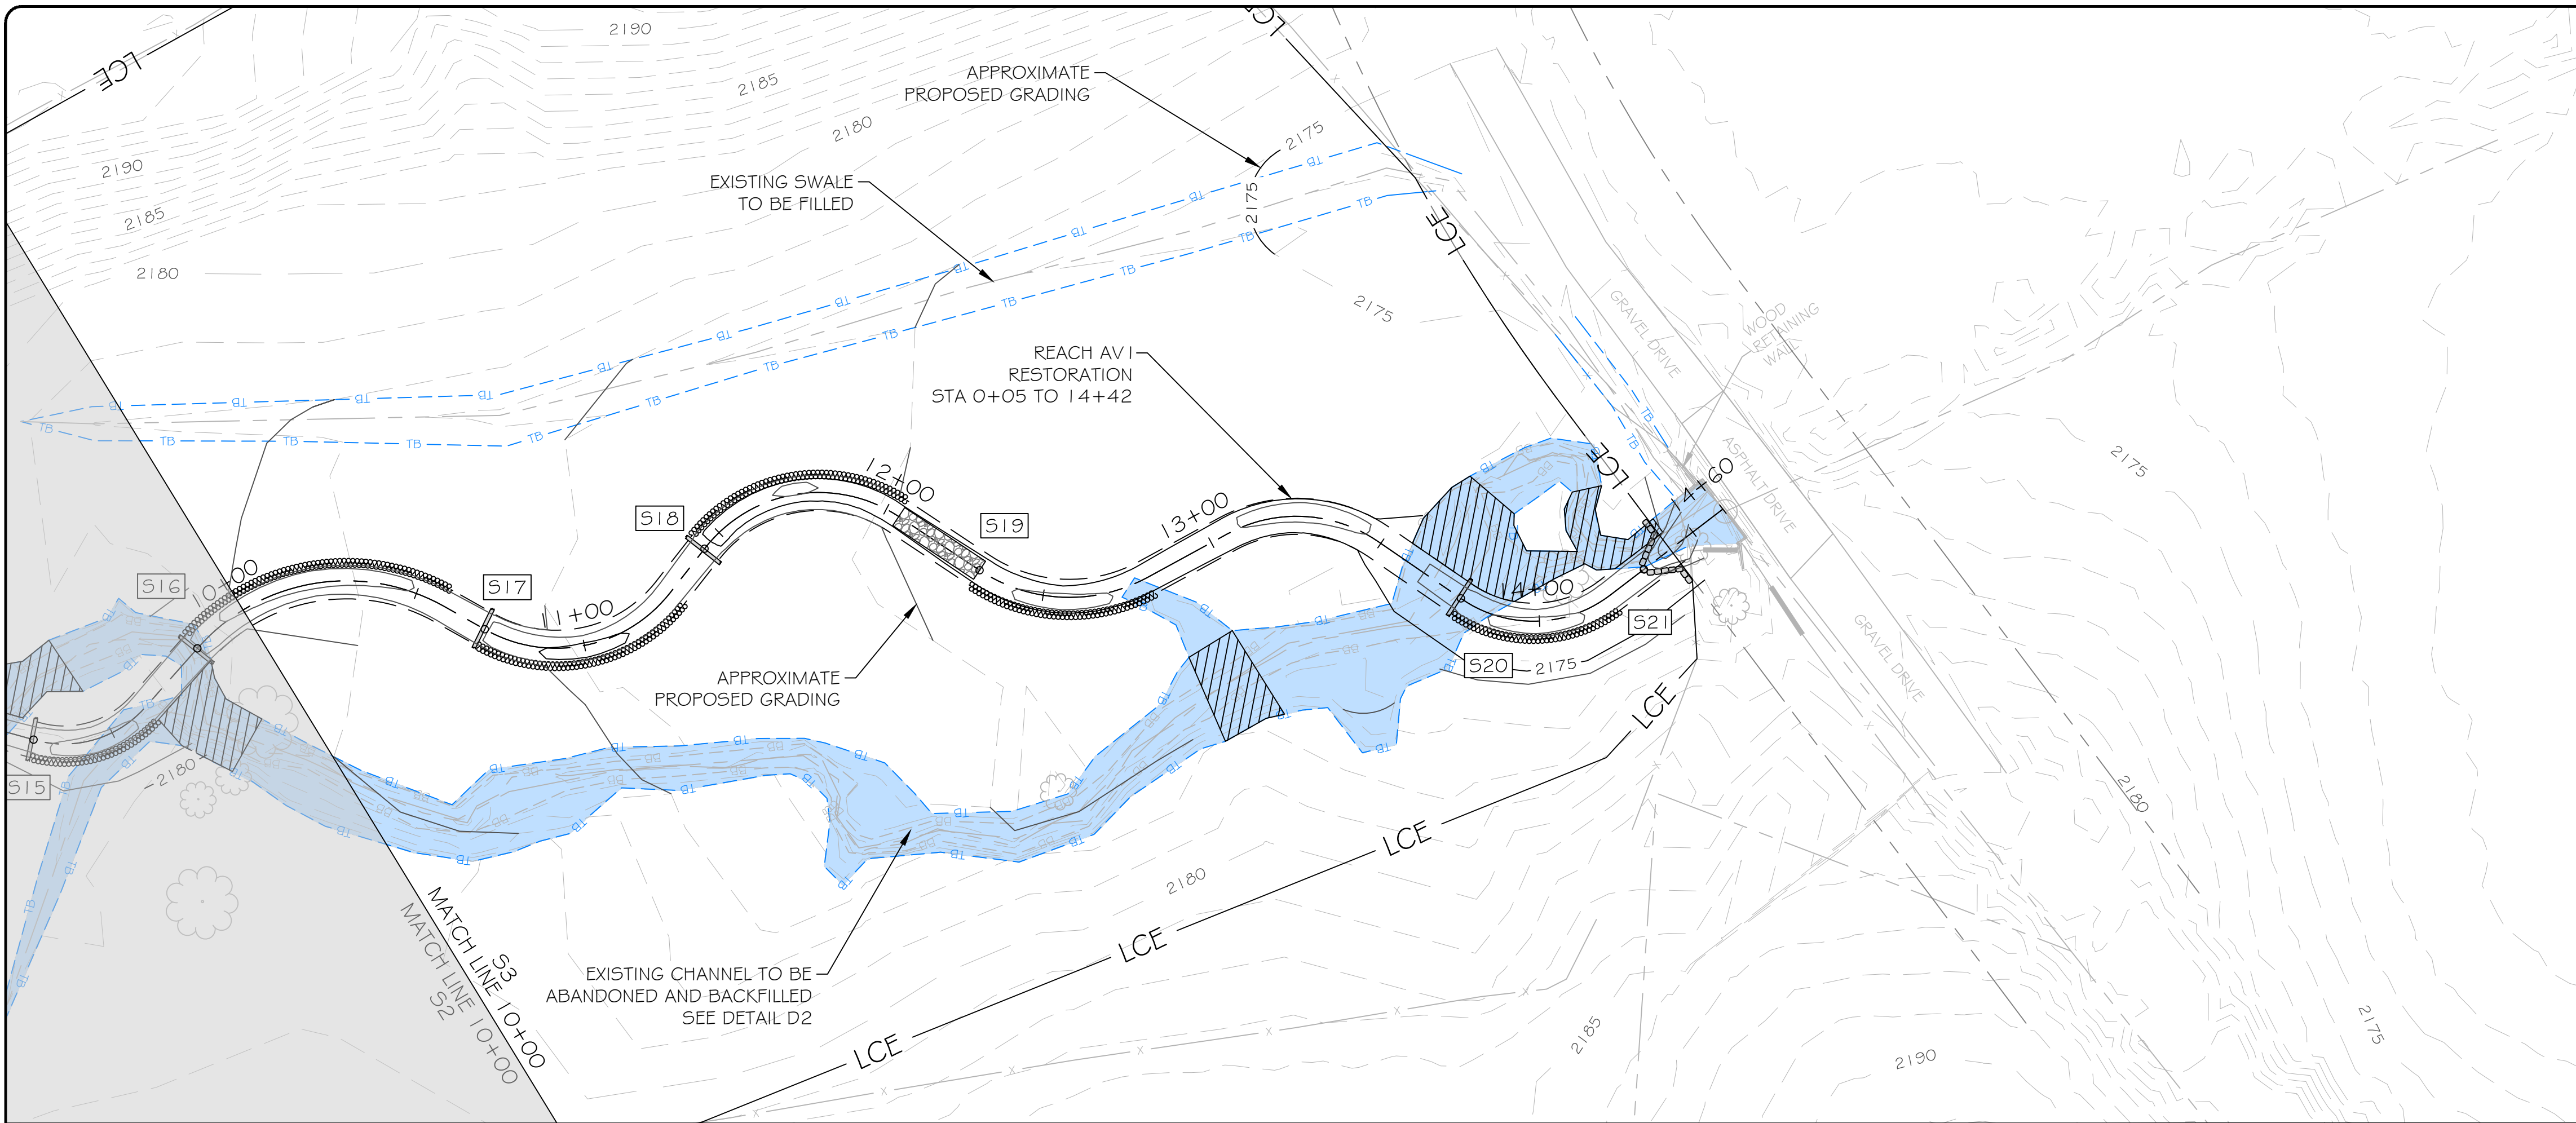 LCE
2190
2185
2180
2190
2185
2180
APPROXIMATE
PROPOSED GRADING
EXISTING SWALE
TO BE FILLED
2175
2175
2175
LCE
LCE
LCE
GRAVEL DRIVE
WOOD
RETAINING
WALL
ASPHALT DRIVE
GRAVEL DRIVE
REACH AV1
RESTORATION
STA 0+05 TO 14+42
S15
S16
10+00
S17
11+00
S18
12+00
S19
13+00
14+00
S20
S21
2175
2180
APPROXIMATE
PROPOSED GRADING
EXISTING CHANNEL TO BE
ABANDONED AND BACKFILLED
SEE DETAIL D2
S3
MATCH LINE 10+00
MATCH LINE 10+00
S2
LCE
LCE
LCE
LCE
2180
2175
2180
2185
2190
2175
TB
BB